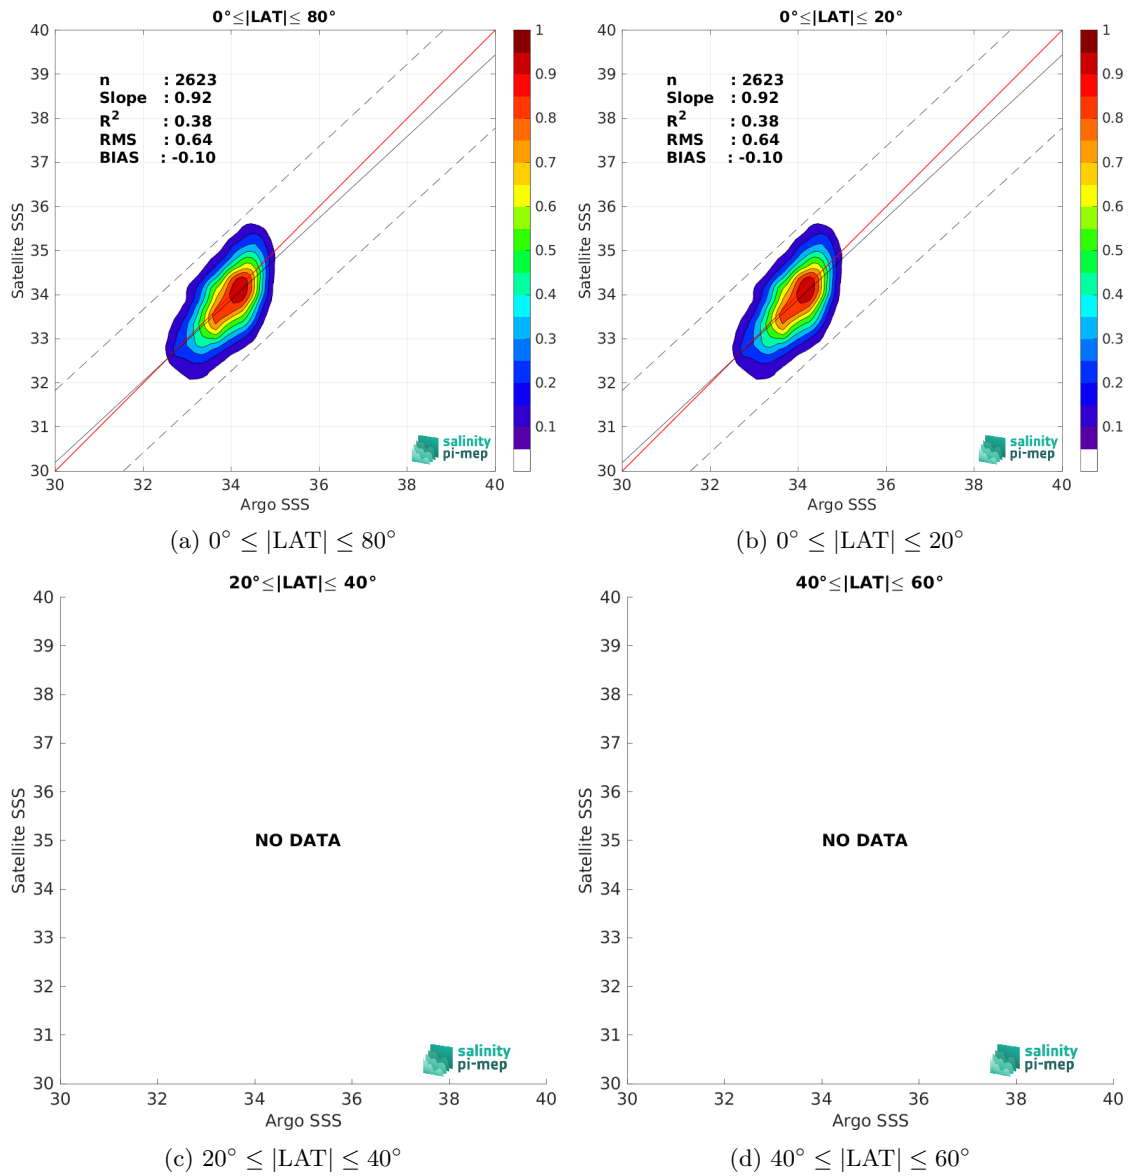 0°≤|LAT|≤ 80°
40
39
38
37
36
35
34
33
32
31
30
Satellite SSS
n : 2623
Slope : 0.92
R² : 0.38
RMS : 0.64
BIAS : -0.10
1
0.9
0.8
0.7
0.6
0.5
0.4
0.3
0.2
0.1
salinity
pi-mep
30 32 34 36 38 40
Argo SSS
(a) 0° ≤ |LAT| ≤ 80°
0°≤|LAT|≤ 20°
40
39
38
37
36
35
34
33
32
31
30
Satellite SSS
n : 2623
Slope : 0.92
R² : 0.38
RMS : 0.64
BIAS : -0.10
1
0.9
0.8
0.7
0.6
0.5
0.4
0.3
0.2
0.1
salinity
pi-mep
30 32 34 36 38 40
Argo SSS
(b) 0° ≤ |LAT| ≤ 20°
20°≤|LAT|≤ 40°
40
39
38
37
36
35
34
33
32
31
30
Satellite SSS
NO DATA
salinity
pi-mep
30 32 34 36 38 40
Argo SSS
(c) 20° ≤ |LAT| ≤ 40°
40°≤|LAT|≤ 60°
40
39
38
37
36
35
34
33
32
31
30
Satellite SSS
NO DATA
salinity
pi-mep
30 32 34 36 38 40
Argo SSS
(d) 40° ≤ |LAT| ≤ 60°